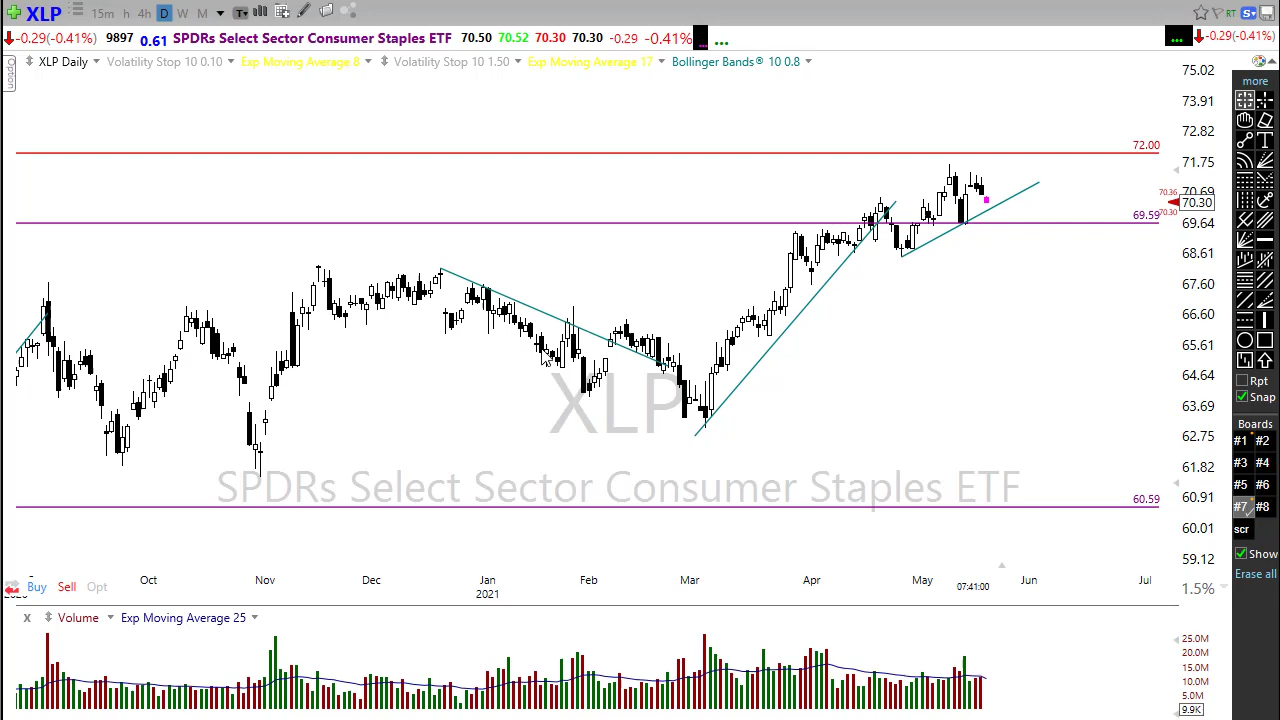 XLP 15m h 4h D W M T RT S
-0.29(-0.41%) 9897 0.61 SPDRs Select Sector Consumer Staples ETF 70.50 70.52 70.30 70.30 -0.29 -0.41% ... ... -0.29(-0.41%)
Option
XLP Daily Volatility Stop 10 0.10 Exp Moving Average 8 Volatility Stop 10 1.50 Exp Moving Average 17 Bollinger Bands® 10 0.8
75.02
more
73.91
72.82
72.00
71.75
70.69
70.36
70.30
70.30
69.59
69.64
68.61
67.60
66.60
65.61
64.64
Rpt
Snap
63.69
Boards
62.75
#1 #2
61.82
#3 #4
60.91
#5 #6
60.59
#7 #8
60.01
scr
59.12
Show
Erase all
XLP
SPDRs Select Sector Consumer Staples ETF
Oct Nov Dec Jan Feb Mar Apr May Jun Jul
2021
07:41:00
Buy Sell Opt
1.5%
X Volume Exp Moving Average 25
25.0M
20.0M
15.0M
10.0M
5.0M
9.9K